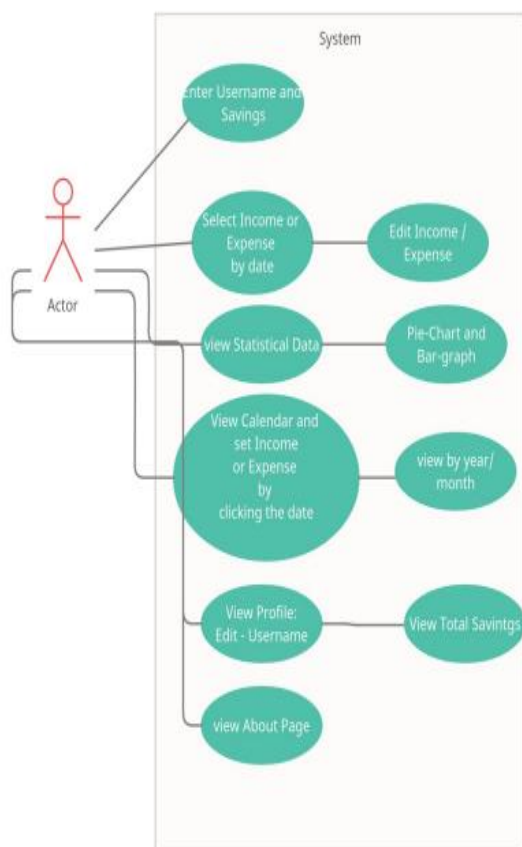 System
Enter Username and
Savings
Actor
Select Income or
Expense
by date
Edit Income /
Expense
view Statistical Data
Pie-Chart and
Bar-graph
View Calendar and
set Income
or Expense
by
clicking the date
view by year/
month
View Profile:
Edit - Username
View Total Savintgs
view About Page